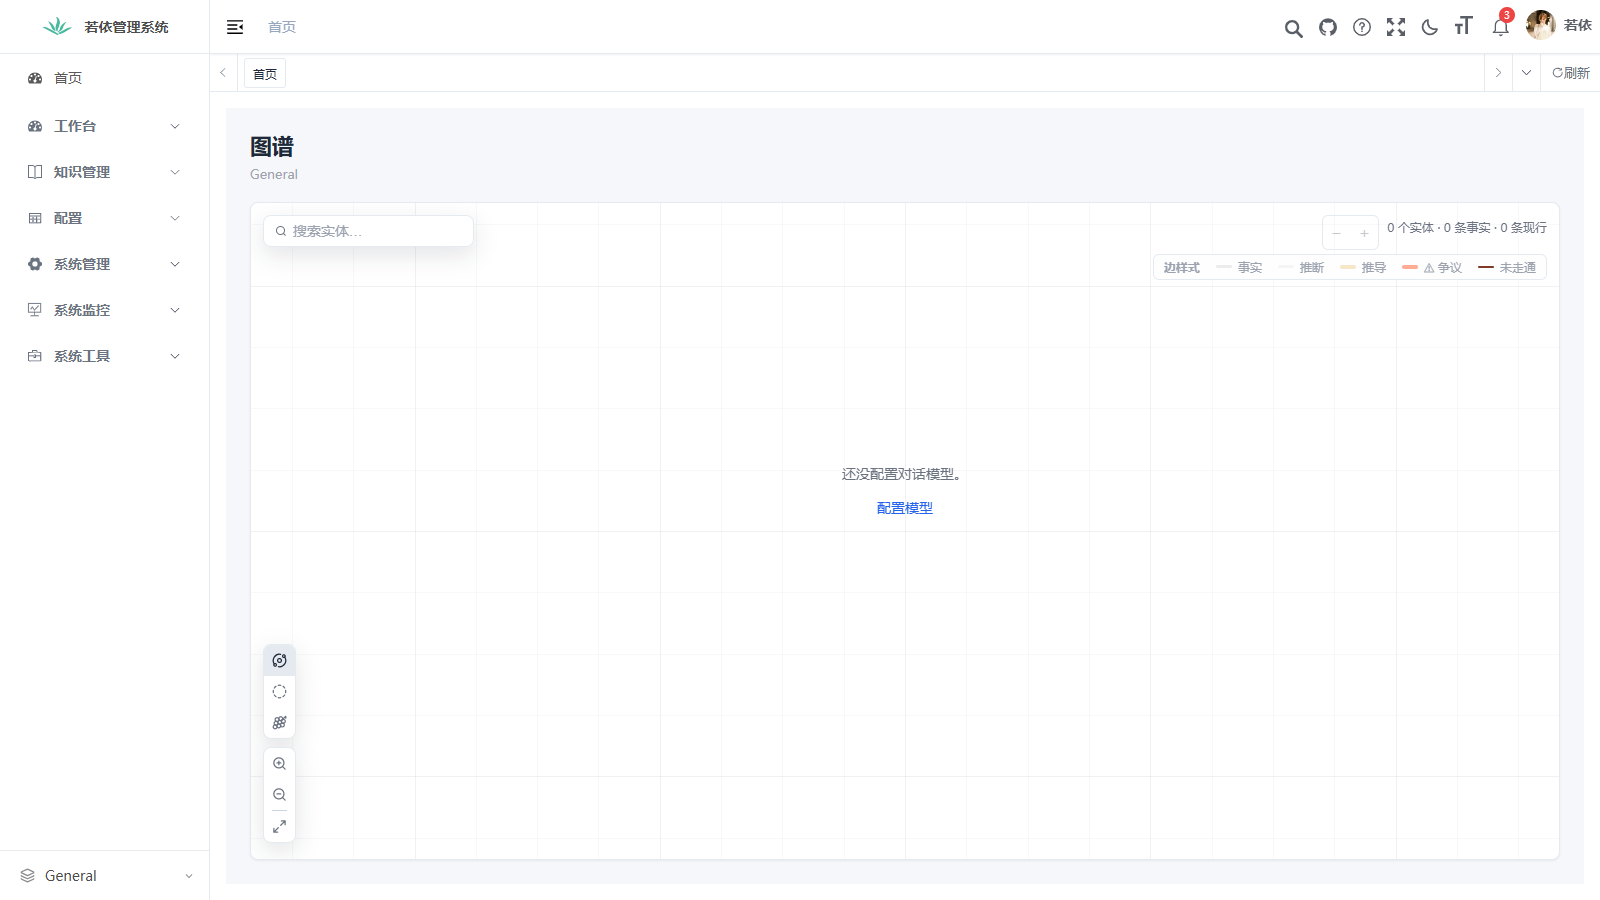 若依管理系统
首页
3
若依
首页
工作台
知识管理
配置
系统管理
系统监控
系统工具
General
首页
刷新
图谱
General
搜索实体...
0 个实体 · 0 条事实 · 0 条现行
边样式 事实 推断 推导 ⚠ 争议 未走通
还没配置对话模型。
配置模型